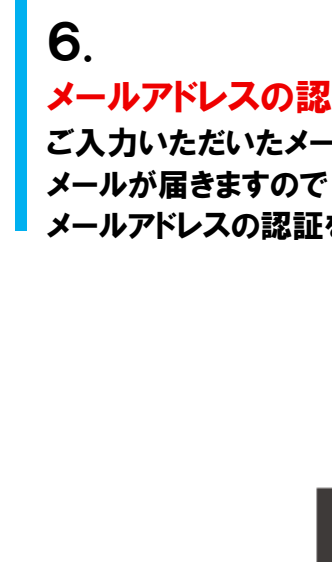 6.
メールアドレスの認
ご入力いただいたメー
メールが届きますので
メールアドレスの認証を